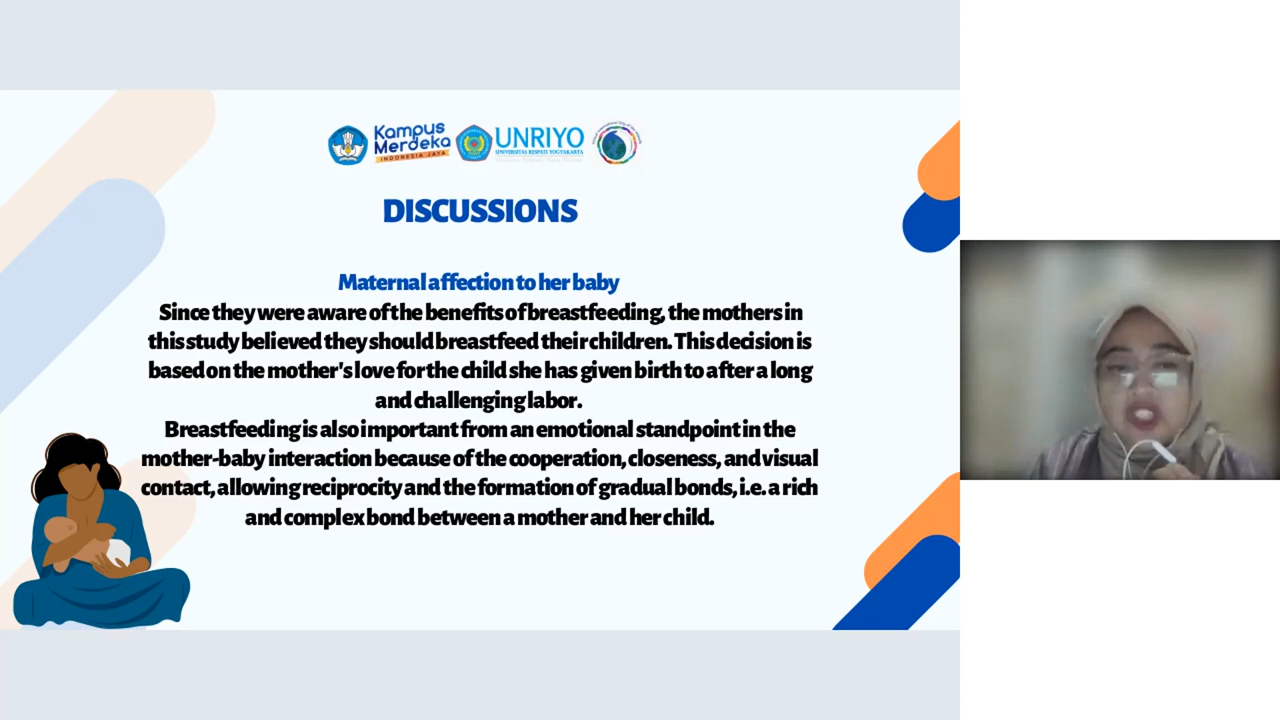 Kampus
Merdeka
INDONESIA JAYA
UNRIYO
UNIVERSITAS RESPATI YOGYAKARTA
DISCUSSIONS
Maternal affection to her baby
Since they were aware of the benefits of breastfeeding, the mothers in
this study believed they should breastfeed their children. This decision is
based on the mother's love for the child she has given birth to after a long
and challenging labor.
Breastfeeding is also important from an emotional standpoint in the
mother-baby interaction because of the cooperation, closeness, and visual
contact, allowing reciprocity and the formation of gradual bonds, i.e. a rich
and complex bond between a mother and her child.